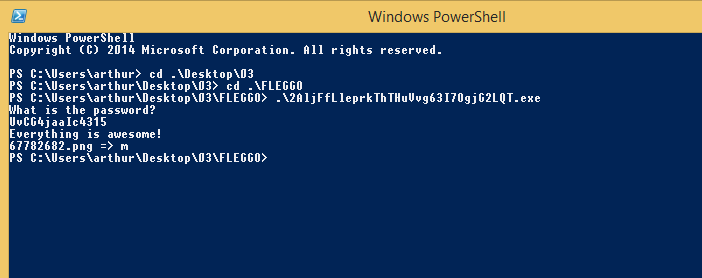 Windows PowerShell
Windows PowerShell
Copyright (C) 2014 Microsoft Corporation. All rights reserved.
PS C:\Users\arthur> cd .\Desktop\03
PS C:\Users\arthur\Desktop\03> cd .\FLEGGO
PS C:\Users\arthur\Desktop\03\FLEGGO> .\2AljFfLleprkThTHuVvg63I7OgjG2LQT.exe
What is the password?
UvCG4jaaIc4315
Everything is awesome!
67782682.png => m
PS C:\Users\arthur\Desktop\03\FLEGGO>